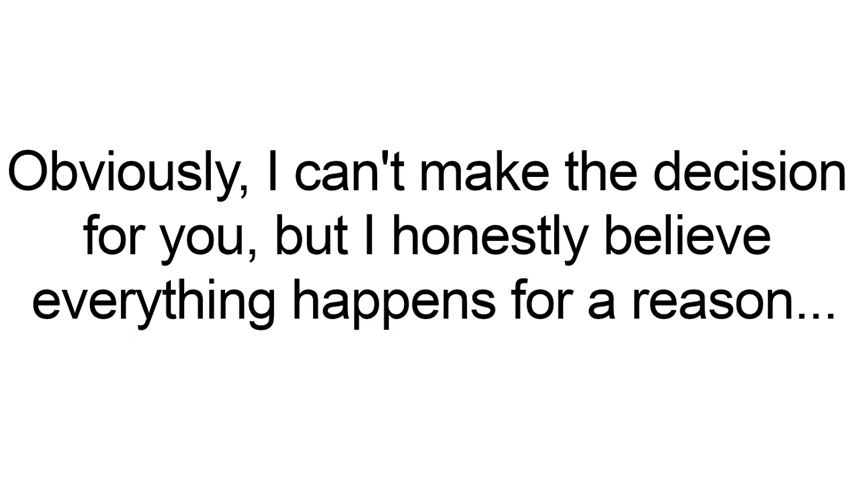 Obviously, I can't make the decision
for you, but I honestly believe
everything happens for a reason...